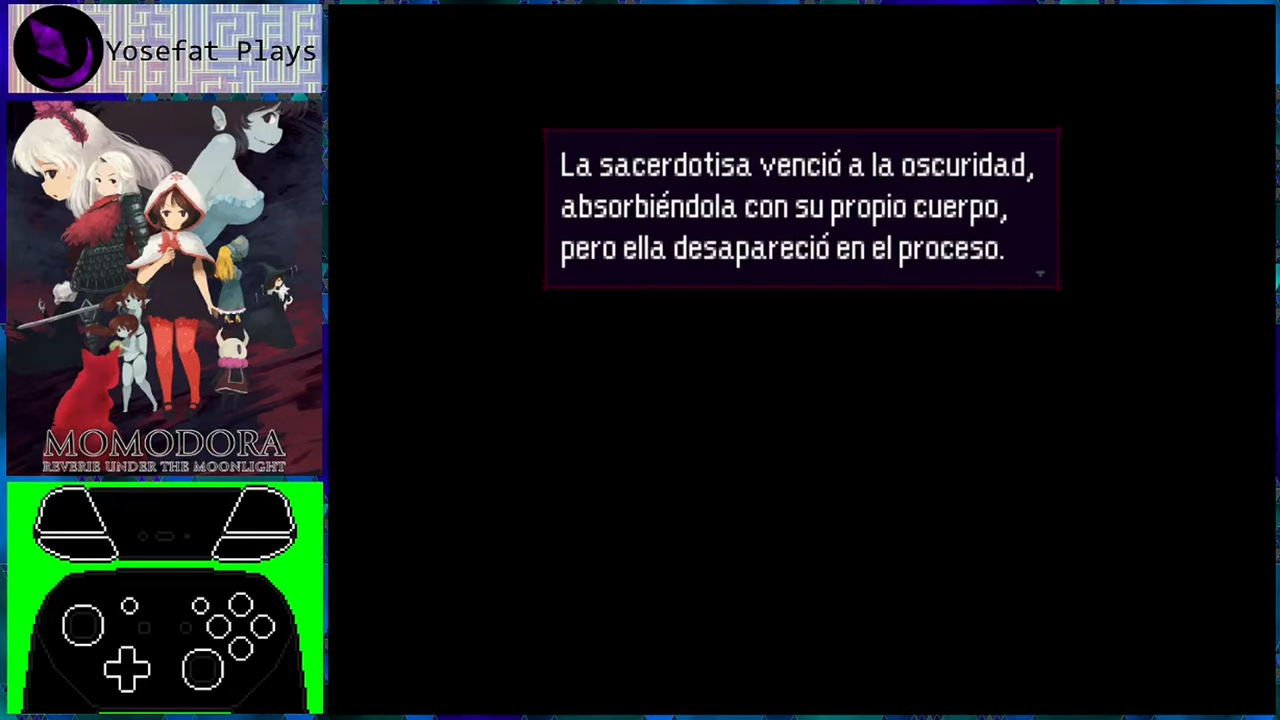 Yosefat Plays
La sacerdotisa venció a la oscuridad,
absorbiéndola con su propio cuerpo,
pero ella desapareció en el proceso.
MOMODORA
REVERIE UNDER THE MOONLIGHT